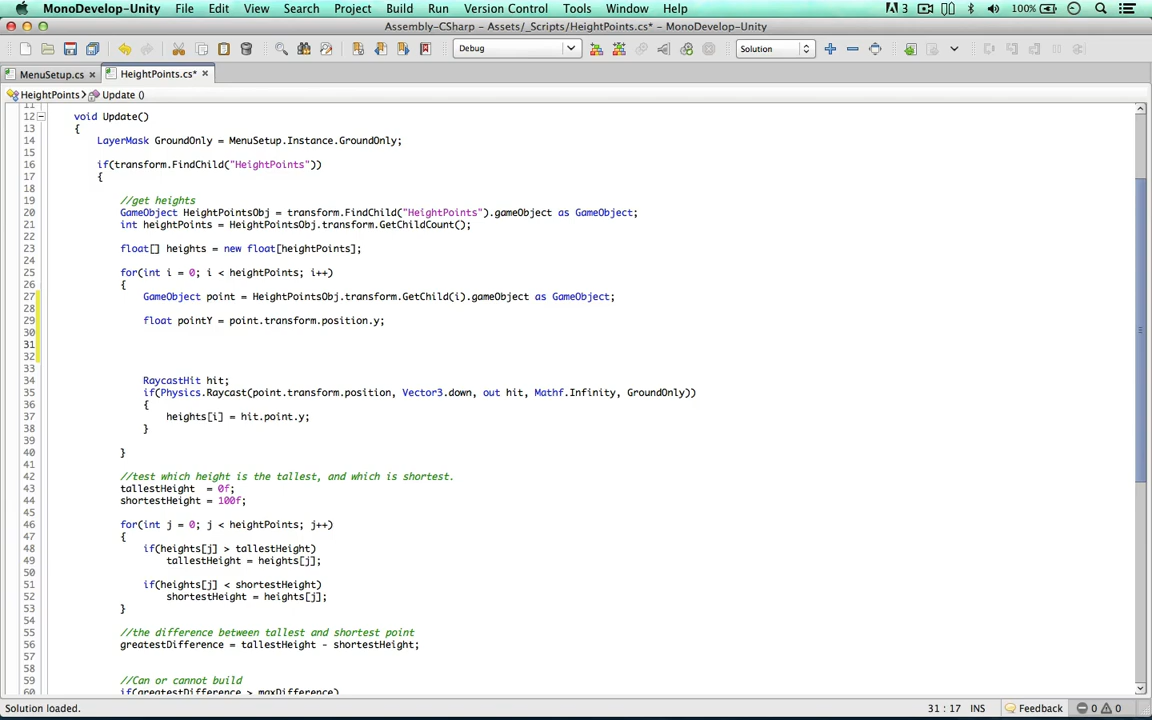 MonoDevelop-Unity File Edit View Search Project Build Run Version Control Tools Window Help 3 100%
Assembly-CSharp - Assets/_Scripts/HeightPoints.cs* - MonoDevelop-Unity
Debug Solution
MenuSetup.cs HeightPoints.cs*
HeightPoints Update ()
11
12 void Update()
13 {
14 LayerMask GroundOnly = MenuSetup.Instance.GroundOnly;
15
16 if(transform.FindChild("HeightPoints"))
17 {
18
19 //get heights
20 GameObject HeightPointsObj = transform.FindChild("HeightPoints").gameObject as GameObject;
21 int heightPoints = HeightPointsObj.transform.GetChildCount();
22
23 float[] heights = new float[heightPoints];
24
25 for(int i = 0; i < heightPoints; i++)
26 {
27 GameObject point = HeightPointsObj.transform.GetChild(i).gameObject as GameObject;
28
29 float pointY = point.transform.position.y;
30
31
32
33
34 RaycastHit hit;
35 if(Physics.Raycast(point.transform.position, Vector3.down, out hit, Mathf.Infinity, GroundOnly))
36 {
37 heights[i] = hit.point.y;
38 }
39
40 }
41
42 //test which height is the tallest, and which is shortest.
43 tallestHeight = 0f;
44 shortestHeight = 100f;
45
46 for(int j = 0; j < heightPoints; j++)
47 {
48 if(heights[j] > tallestHeight)
49 tallestHeight = heights[j];
50
51 if(heights[j] < shortestHeight)
52 shortestHeight = heights[j];
53 }
54
55 //the difference between tallest and shortest point
56 greatestDifference = tallestHeight - shortestHeight;
57
58
59 //Can or cannot build
60 if(greatestDifference > maxDifference)
Solution loaded. 31 : 17 INS Feedback 0 0